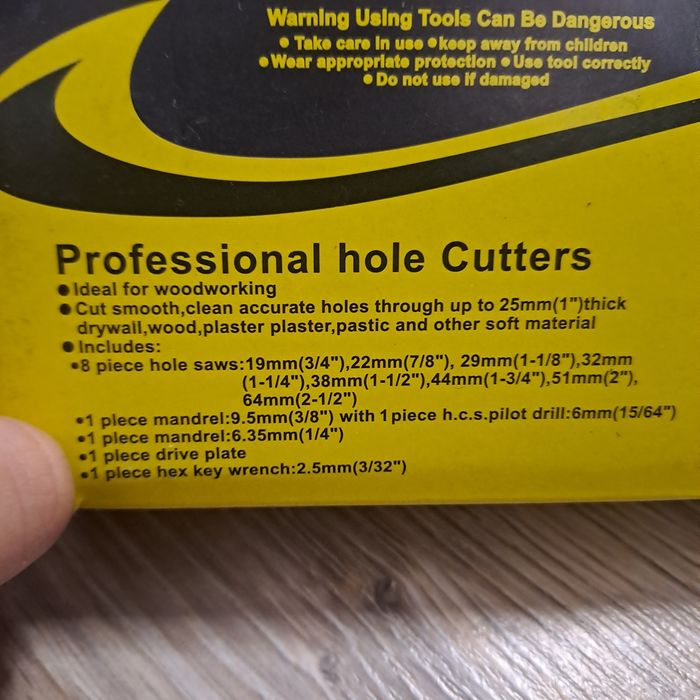 Warning Using Tools Can Be Dangerous
• Take care in use • keep away from children
• Wear appropriate protection • Use tool correctly
• Do not use if damaged
Professional hole Cutters
• Ideal for woodworking
• Cut smooth,clean accurate holes through up to 25mm(1")thick
drywall,wood,plaster plaster,pastic and other soft material
• Includes:
•8 piece hole saws:19mm(3/4"),22mm(7/8"), 29mm(1-1/8"),32mm
(1-1/4"),38mm(1-1/2"),44mm(1-3/4"),51mm(2"),
64mm(2-1/2")
•1 piece mandrel:9.5mm(3/8") with 1 piece h.c.s.pilot drill:6mm(15/64")
•1 piece mandrel:6.35mm(1/4")
•1 piece drive plate
•1 piece hex key wrench:2.5mm(3/32")